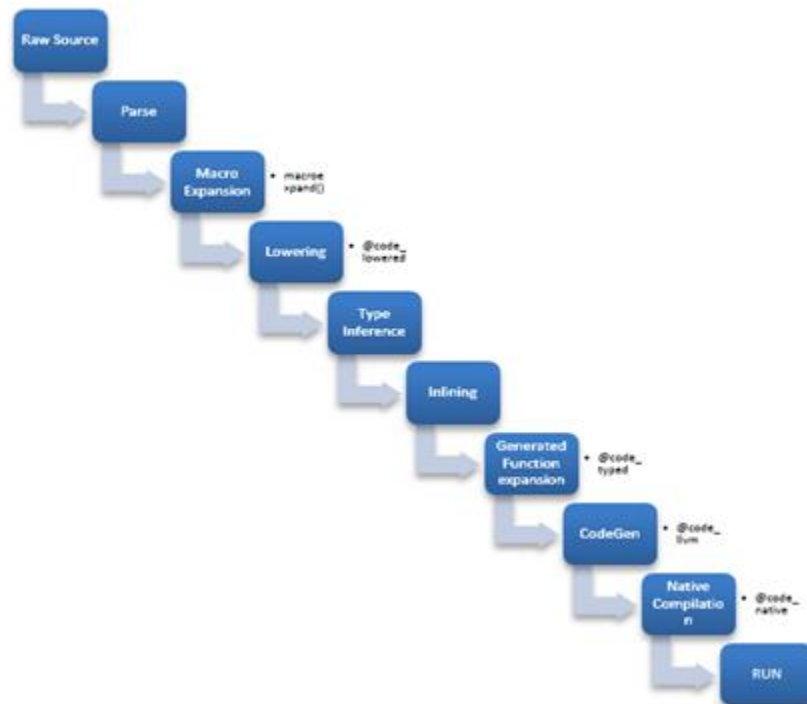 Raw Source
Parse
Macro
Expansion
• macroe
xpand()
Lowering
• @code_
lowered
Type
Inference
Inlining
Generated
Function
expansion
• @code_
typed
CodeGen
• @code_
llvm
Native
Compilatio
n
• @code_
native
RUN